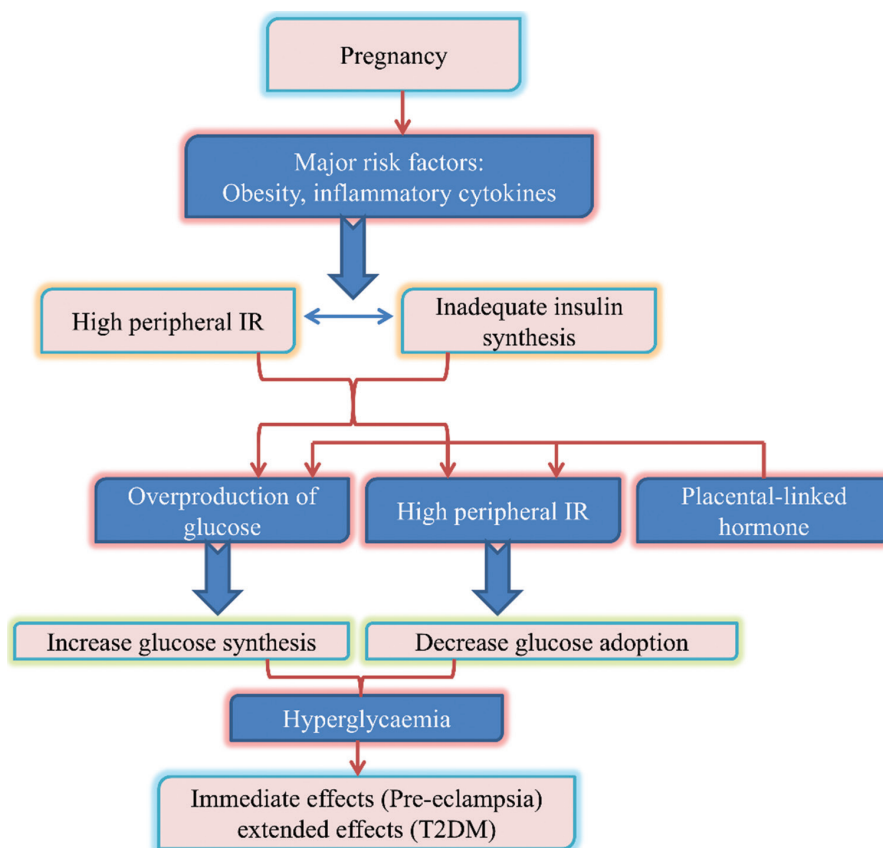 Pregnancy
Major risk factors:
Obesity, inflammatory cytokines
High peripheral IR
Inadequate insulin
synthesis
Overproduction of
glucose
High peripheral IR
Placental-linked
hormone
Increase glucose synthesis
Decrease glucose adoption
Hyperglycaemia
Immediate effects (Pre-eclampsia)
extended effects (T2DM)